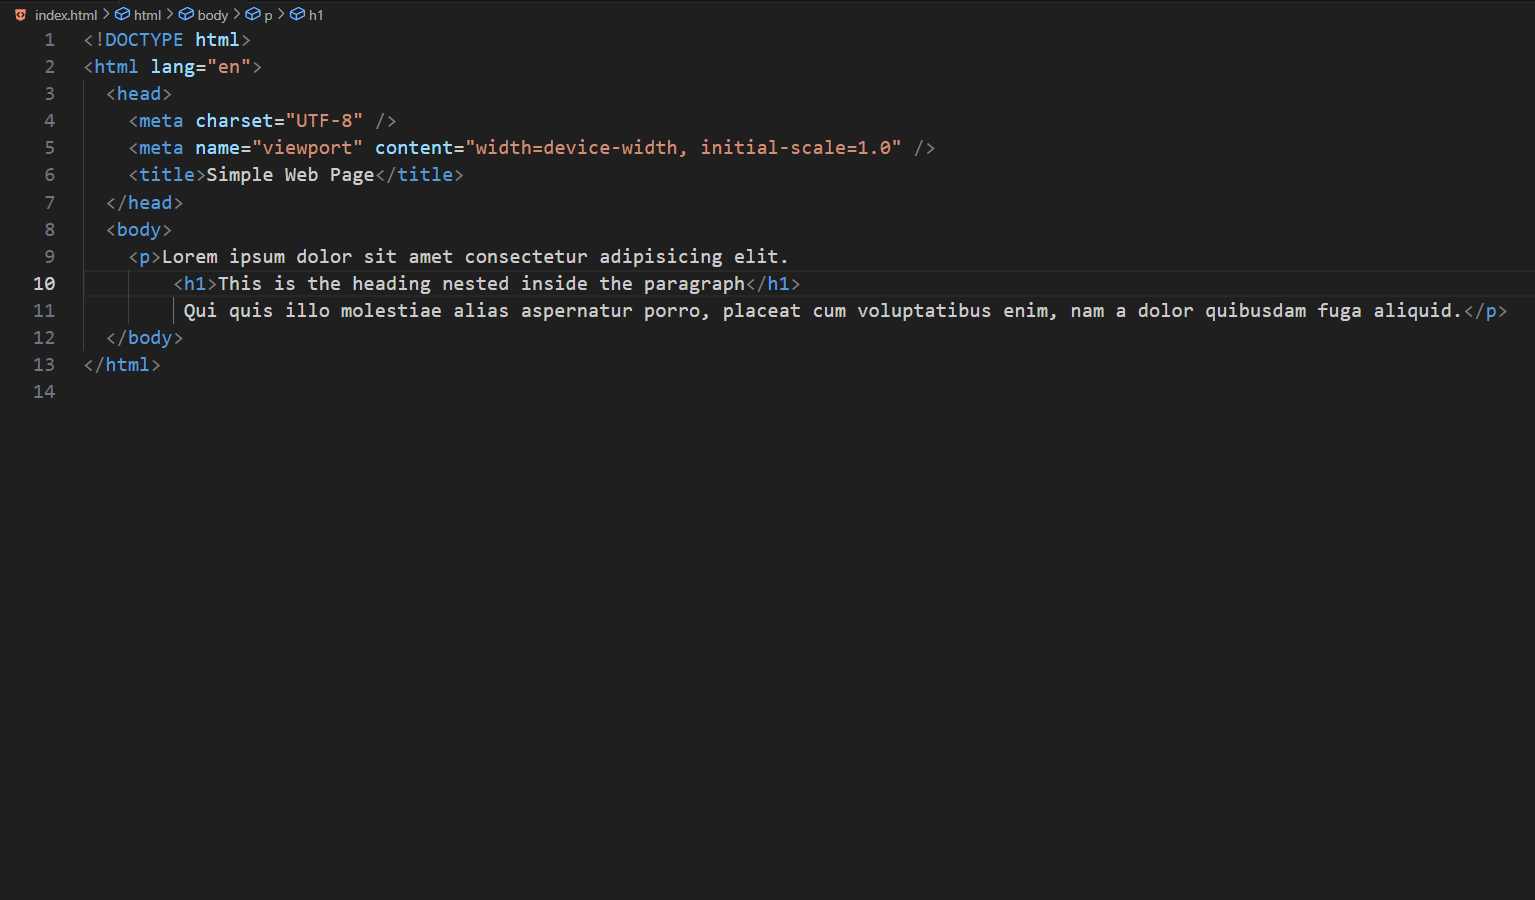 index.html > html > body > p > h1
1 <!DOCTYPE html>
2 <html lang="en">
3 <head>
4 <meta charset="UTF-8" />
5 <meta name="viewport" content="width=device-width, initial-scale=1.0" />
6 <title>Simple Web Page</title>
7 </head>
8 <body>
9 <p>Lorem ipsum dolor sit amet consectetur adipisicing elit.
10 <h1>This is the heading nested inside the paragraph</h1>
11 Qui quis illo molestiae alias aspernatur porro, placeat cum voluptatibus enim, nam a dolor quibusdam fuga aliquid.</p>
12 </body>
13 </html>
14